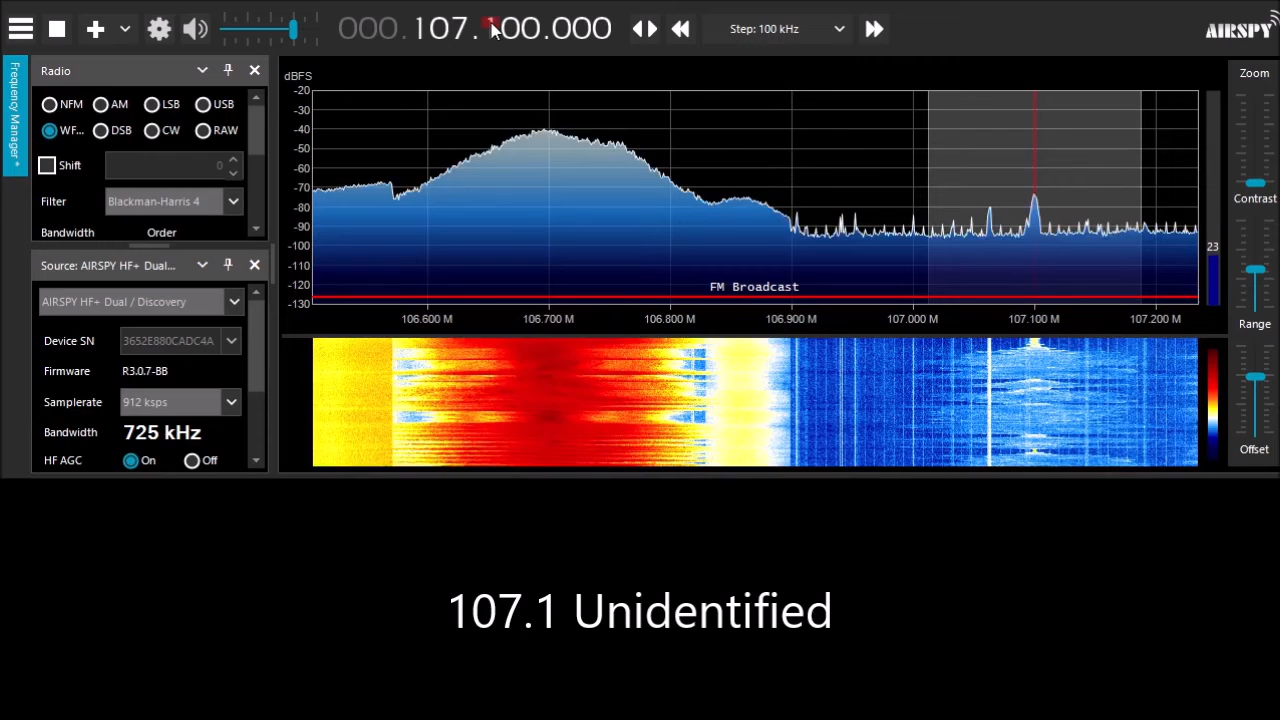 000.107.100.000
Step: 100 kHz
AIRSPY
Frequency Manager *
Radio
NFM AM LSB USB
WF... DSB CW RAW
Shift 0
Filter Blackman-Harris 4
Bandwidth Order
Source: AIRSPY HF+ Dual...
AIRSPY HF+ Dual / Discovery
Device SN 3652E880CADC4A
Firmware R3.0.7-BB
Samplerate 912 ksps
Bandwidth 725 kHz
HF AGC On Off
dBFS
-20
-30
-40
-50
-60
-70
-80
-90
-100
-110
-120
-130
FM Broadcast
106.600 M 106.700 M 106.800 M 106.900 M 107.000 M 107.100 M 107.200 M
23
Zoom
Contrast
Range
Offset
107.1 Unidentified